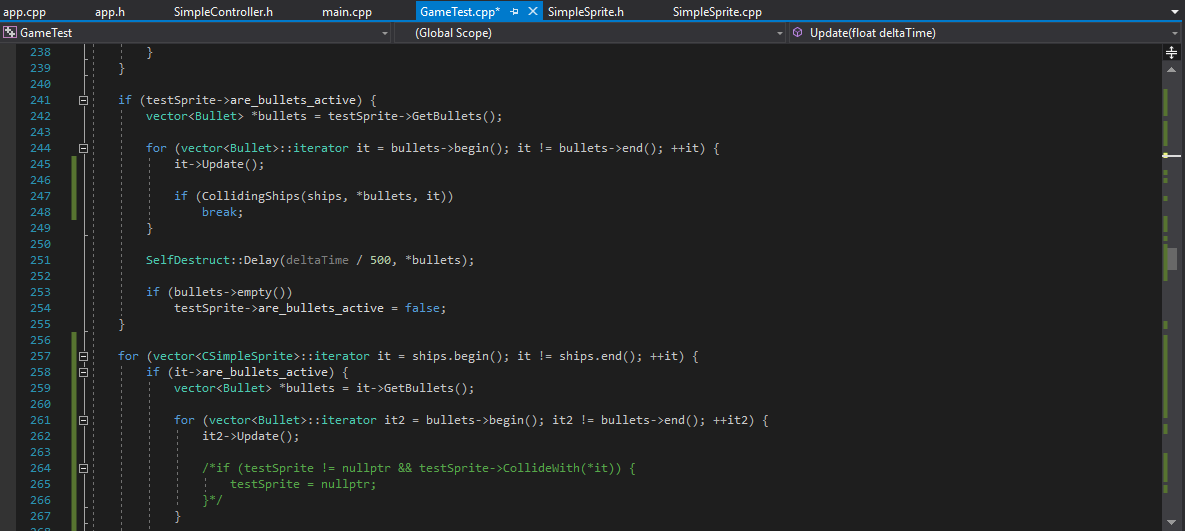 app.cpp app.h SimpleController.h main.cpp GameTest.cpp* SimpleSprite.h SimpleSprite.cpp
GameTest (Global Scope) Update(float deltaTime)
238 }
239 }
240
241 if (testSprite->are_bullets_active) {
242 vector<Bullet> *bullets = testSprite->GetBullets();
243
244 for (vector<Bullet>::iterator it = bullets->begin(); it != bullets->end(); ++it) {
245 it->Update();
246
247 if (CollidingShips(ships, *bullets, it))
248 break;
249 }
250
251 SelfDestruct::Delay(deltaTime / 500, *bullets);
252
253 if (bullets->empty())
254 testSprite->are_bullets_active = false;
255 }
256
257 for (vector<CSimpleSprite>::iterator it = ships.begin(); it != ships.end(); ++it) {
258 if (it->are_bullets_active) {
259 vector<Bullet> *bullets = it->GetBullets();
260
261 for (vector<Bullet>::iterator it2 = bullets->begin(); it2 != bullets->end(); ++it2) {
262 it2->Update();
263
264 /*if (testSprite != nullptr && testSprite->CollideWith(*it)) {
265 testSprite = nullptr;
266 }*/
267 }